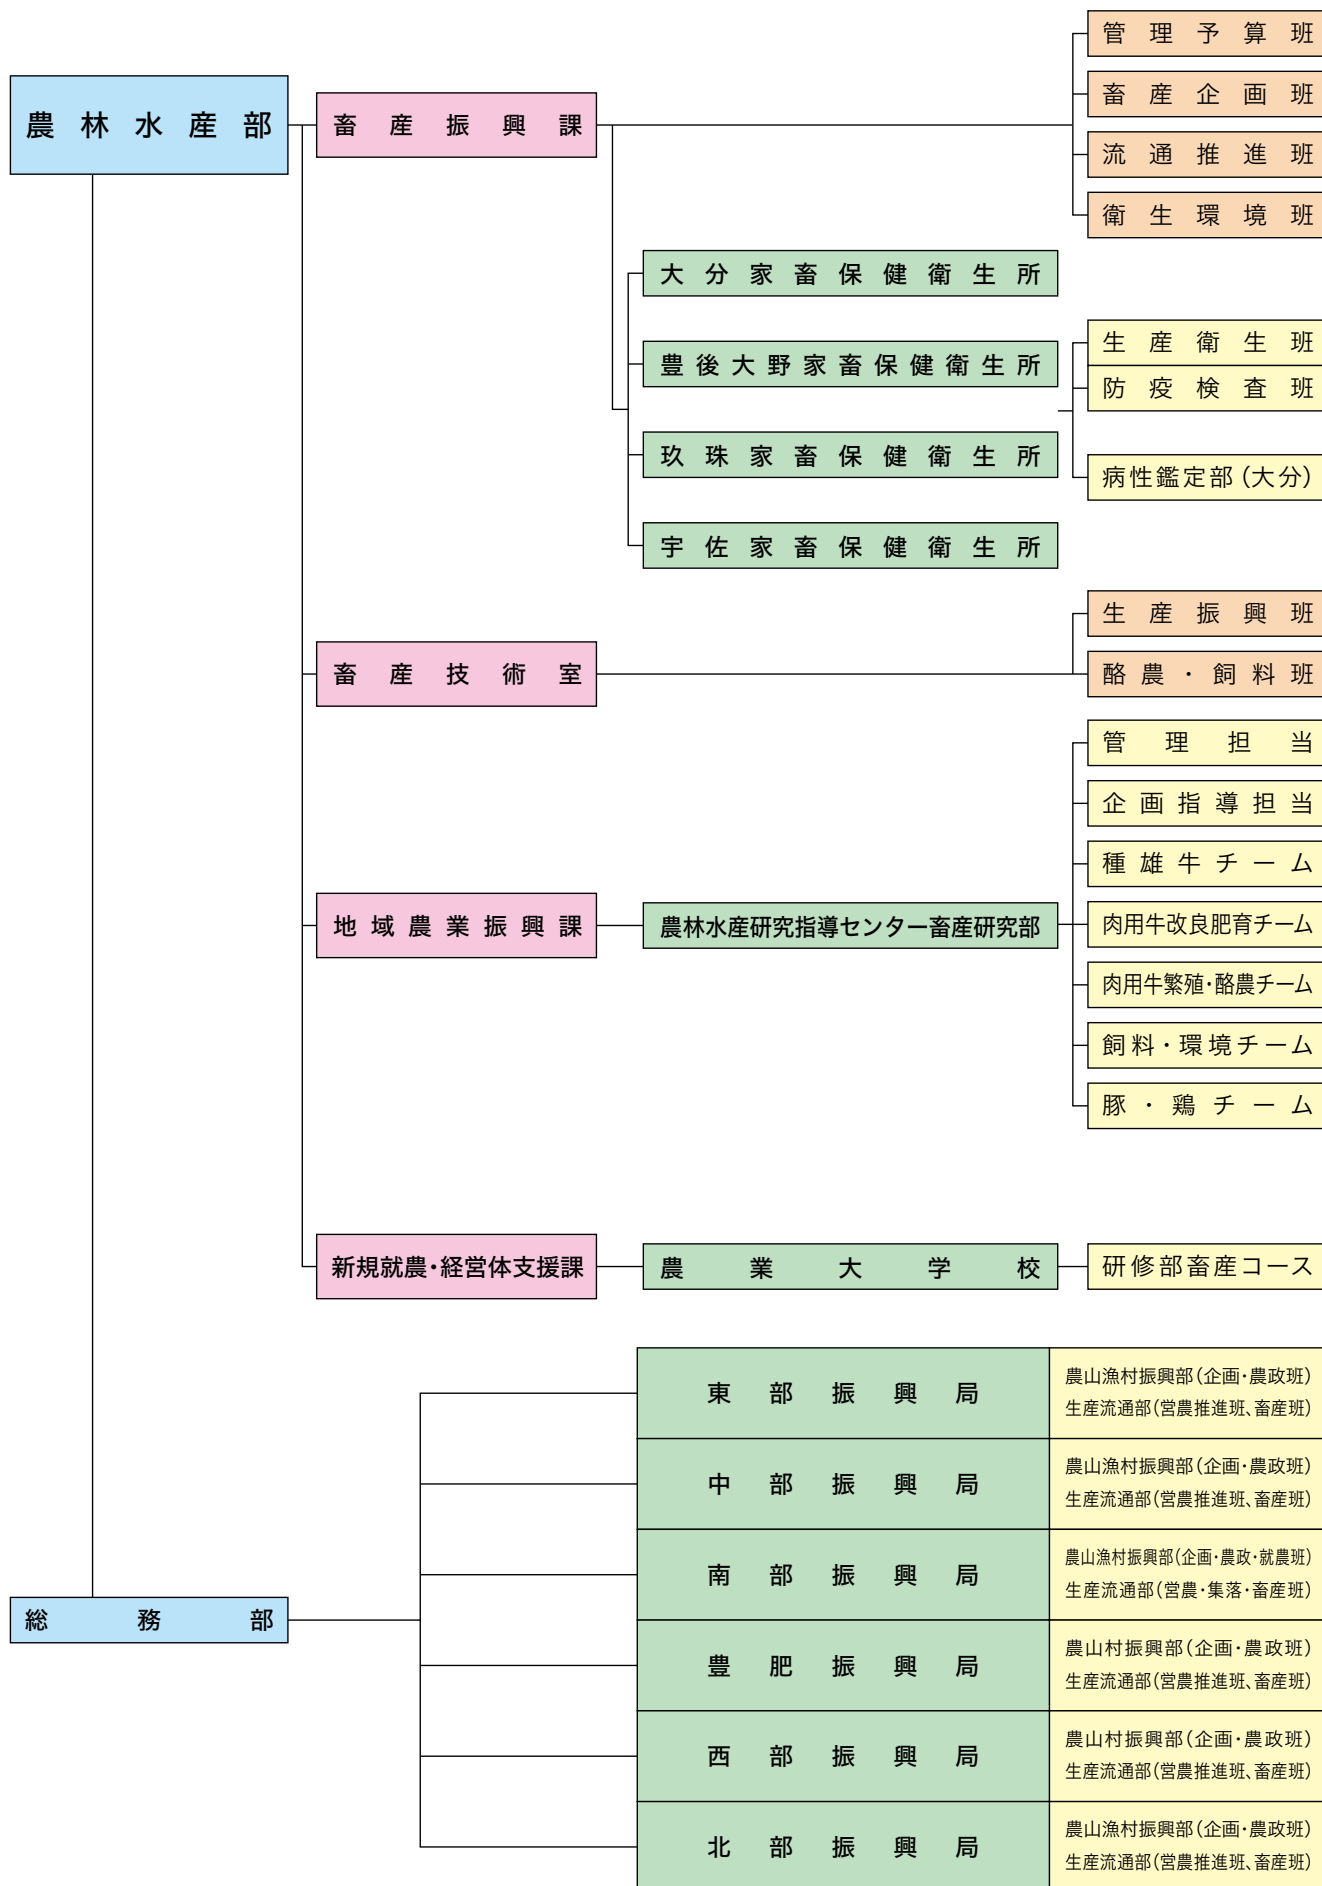 農林水産部
畜産振興課
管理予算班
畜産企画班
流通推進班
衛生環境班
大分家畜保健衛生所
豊後大野家畜保健衛生所
玖珠家畜保健衛生所
宇佐家畜保健衛生所
生産衛生班
防疫検査班
病性鑑定部(大分)
畜産技術室
生産振興班
酪農・飼料班
地域農業振興課
農林水産研究指導センター畜産研究部
管理担当
企画指導担当
種雄牛チーム
肉用牛改良肥育チーム
肉用牛繁殖・酪農チーム
飼料・環境チーム
豚・鶏チーム
新規就農・経営体支援課
農業大学校
研修部畜産コース
総務部
東部振興局
農山漁村振興部(企画・農政班)
生産流通部(営農推進班、畜産班)
中部振興局
農山漁村振興部(企画・農政班)
生産流通部(営農推進班、畜産班)
南部振興局
農山漁村振興部(企画・農政・就農班)
生産流通部(営農・集落・畜産班)
豊肥振興局
農山村振興部(企画・農政班)
生産流通部(営農推進班、畜産班)
西部振興局
農山村振興部(企画・農政班)
生産流通部(営農推進班、畜産班)
北部振興局
農山漁村振興部(企画・農政班)
生産流通部(営農推進班、畜産班)